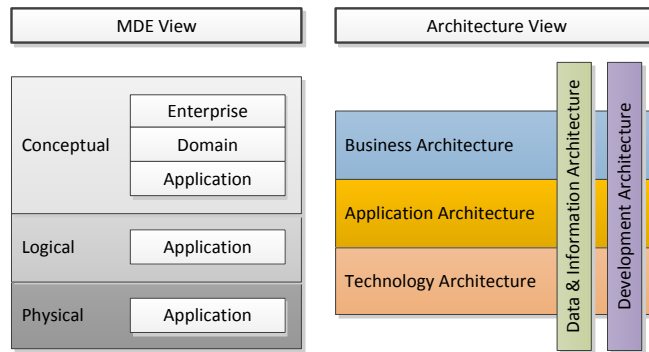 MDE View
Architecture View
Conceptual
Enterprise
Domain
Application
Logical
Application
Physical
Application
Business Architecture
Application Architecture
Technology Architecture
Data & Information Architecture
Development Architecture